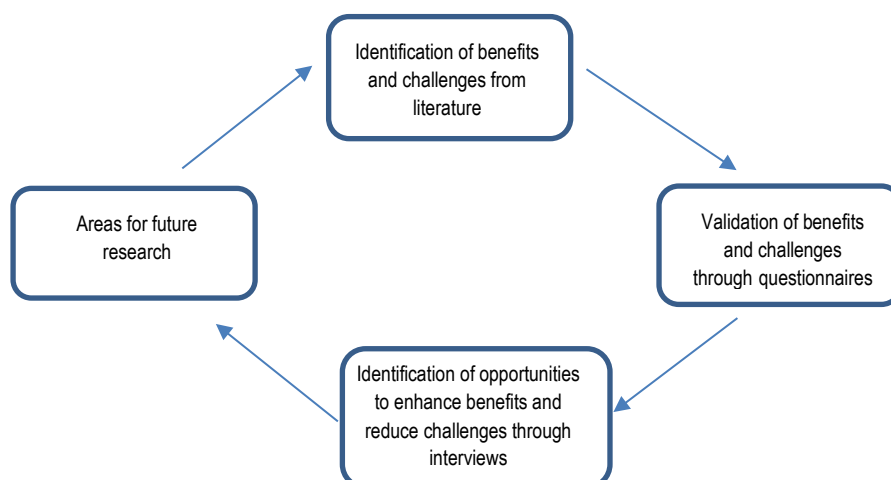 Identification of benefits
and challenges from
literature
Areas for future
research
Validation of benefits
and challenges
through questionnaires
Identification of opportunities
to enhance benefits and
reduce challenges through
interviews